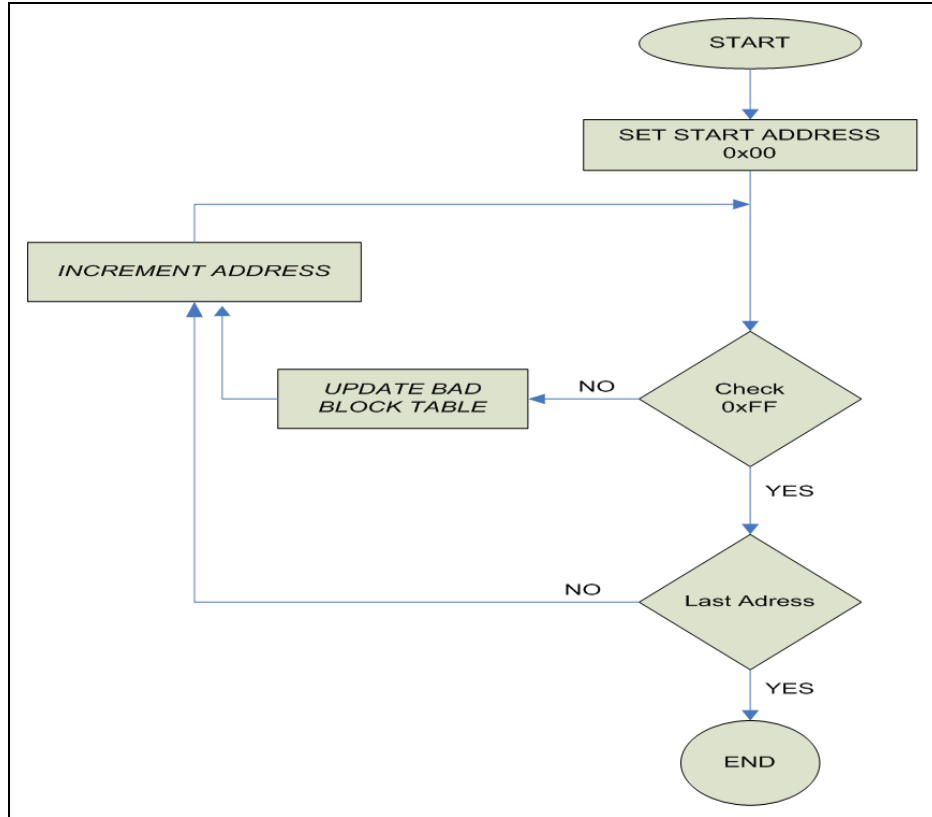 START
SET START ADDRESS
0x00
INCREMENT ADDRESS
UPDATE BAD
BLOCK TABLE
NO
Check
0xFF
YES
NO
Last Adress
YES
END